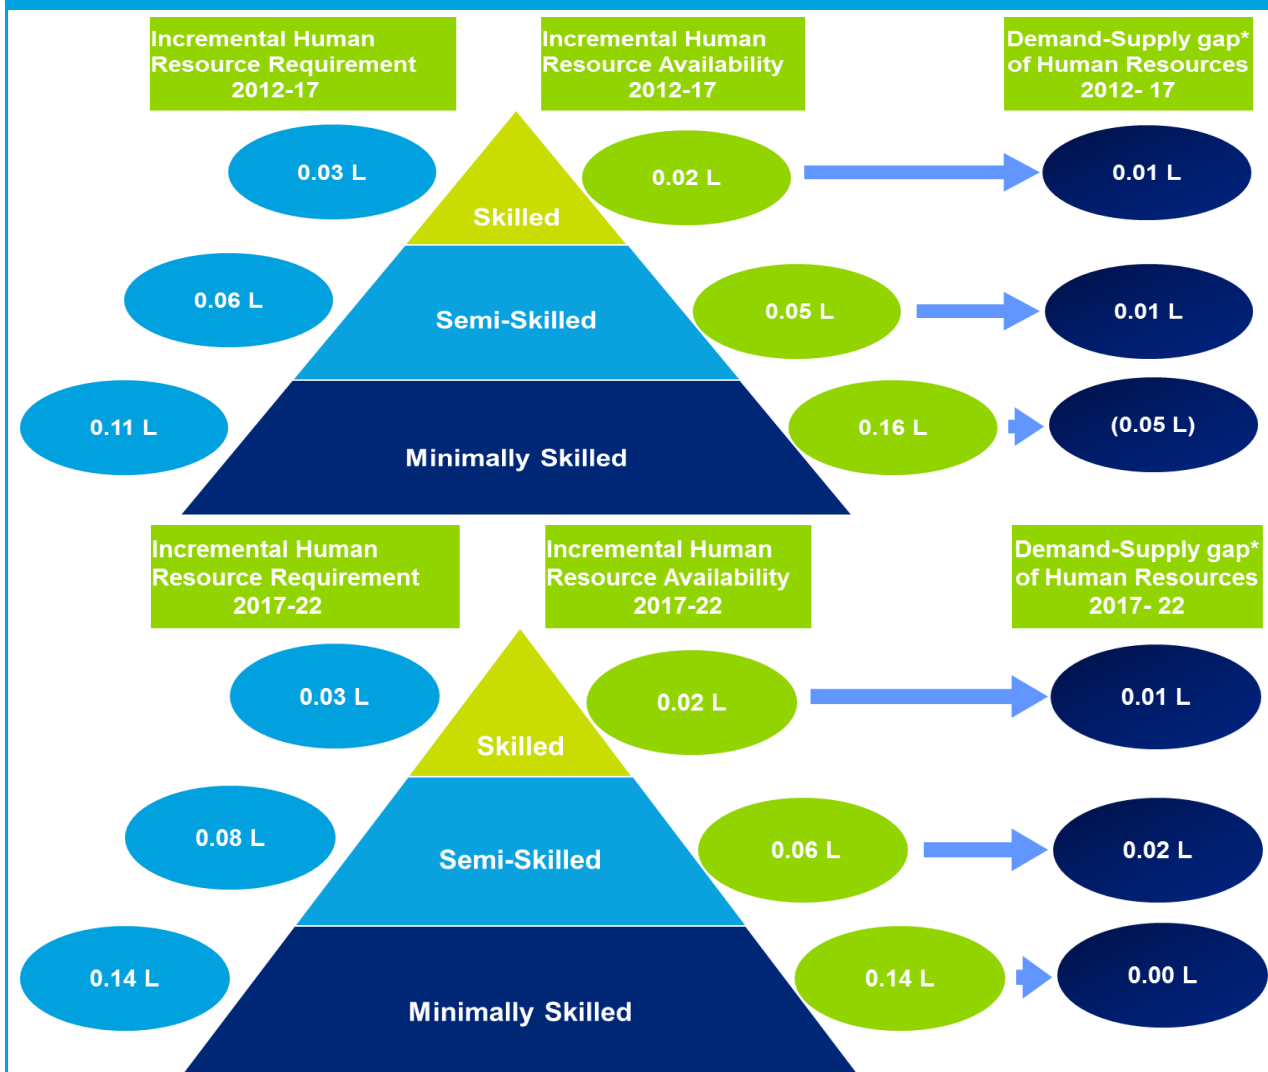 Incremental Human
Resource Requirement
2012-17
Incremental Human
Resource Availability
2012-17
Demand-Supply gap*
of Human Resources
2012- 17
0.03 L
Skilled
0.02 L
0.01 L
0.06 L
Semi-Skilled
0.05 L
0.01 L
0.11 L
Minimally Skilled
0.16 L
(0.05 L)
Incremental Human
Resource Requirement
2017-22
Incremental Human
Resource Availability
2017-22
Demand-Supply gap*
of Human Resources
2017- 22
0.03 L
Skilled
0.02 L
0.01 L
0.08 L
Semi-Skilled
0.06 L
0.02 L
0.14 L
Minimally Skilled
0.14 L
0.00 L